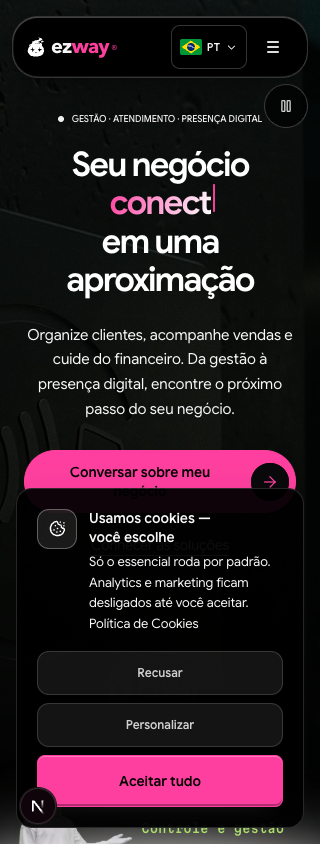 ezway®
PT
GESTÃO · ATENDIMENTO · PRESENÇA DIGITAL
Seu negócio
conect
em uma
aproximação
Organize clientes, acompanhe vendas e
cuide do financeiro. Da gestão à
presença digital, encontre o próximo
passo do seu negócio.
Conversar sobre meu
negócio
Usamos cookies —
você escolhe
Só o essencial roda por padrão.
Analytics e marketing ficam
desligados até você aceitar.
Política de Cookies
Recusar
Personalizar
Aceitar tudo
N
controle e gestão